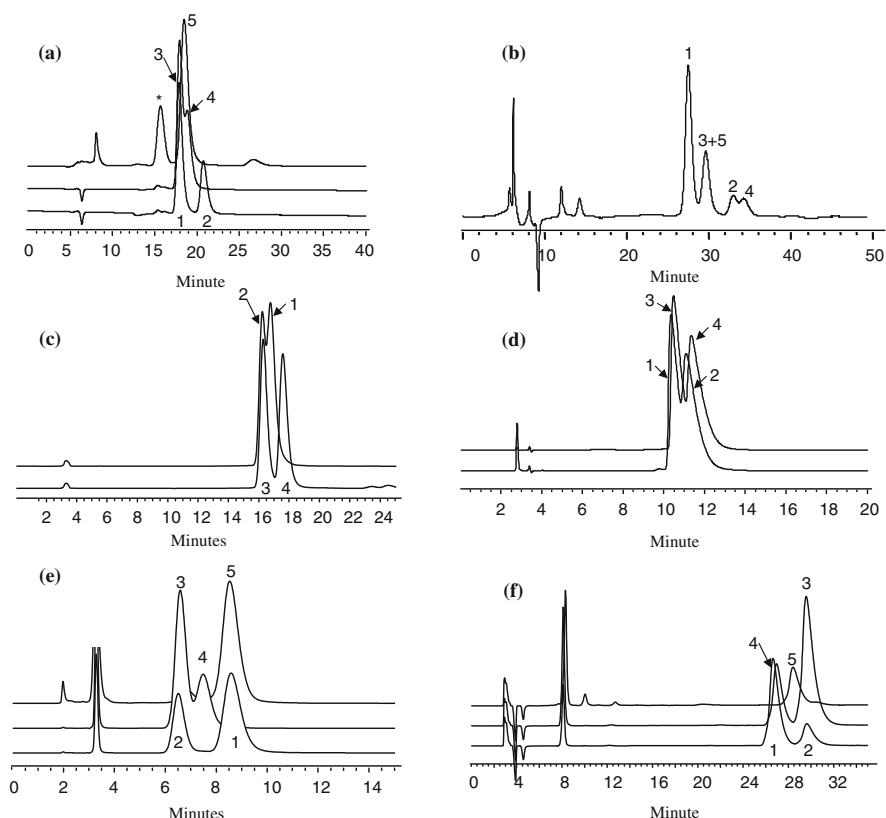 (a)
5
3
4
*
1 2
0 5 10 15 20 25 30 35 40
Minute
(b)
1
3+5
2 4
0 10 20 30 40 50
Minute
(c)
2 1
3 4
2 4 6 8 10 12 14 16 18 20 22 24
Minutes
(d)
3
4
1 2
0 2 4 6 8 10 12 14 16 18 20
Minute
(e)
3 5
4
2 1
0 2 4 6 8 10 12 14
Minutes
(f)
3
4 5
1 2
0 4 8 12 16 20 24 28 32
Minute